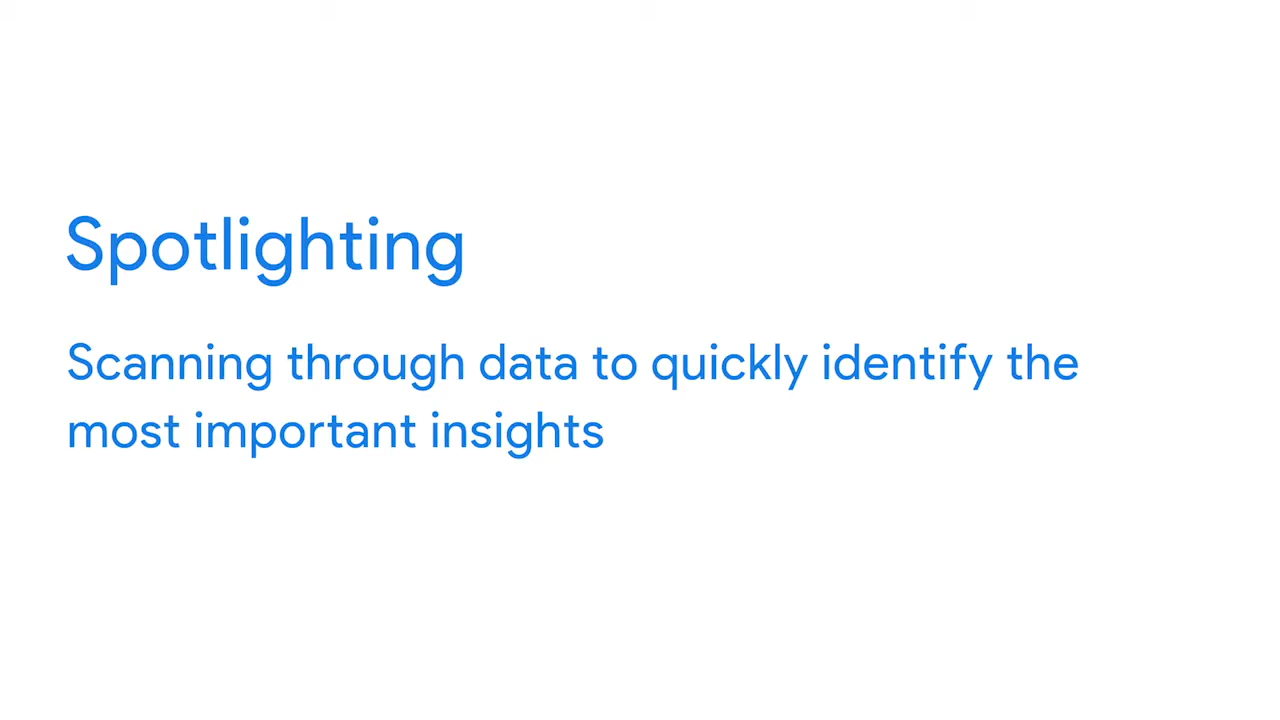 Spotlighting
Scanning through data to quickly identify the
most important insights